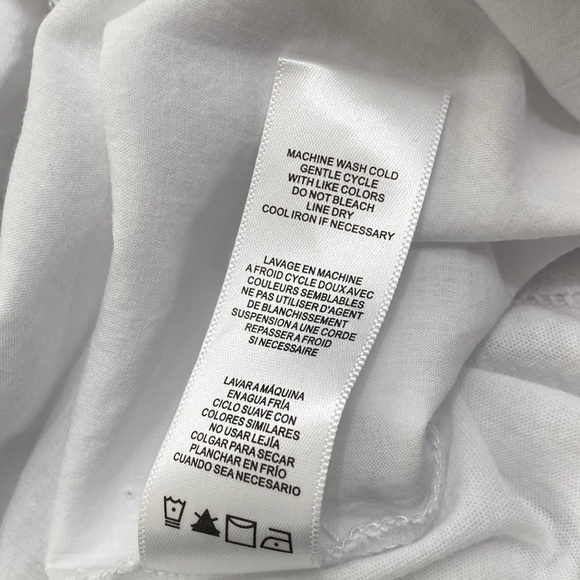 MACHINE WASH COLD
GENTLE CYCLE
WITH LIKE COLORS
DO NOT BLEACH
LINE DRY
COOL IRON IF NECESSARY
LAVAGE EN MACHINE
A FROID CYCLE DOUX AVEC
COULEURS SEMBLABLES
NE PAS UTILISER D'AGENT
DE BLANCHISSEMENT
SUSPENSION A UNE CORDE
REPASSER A FROID
SI NECESSAIRE
LAVAR A MÁQUINA
EN AGUA FRÍA
CICLO SUAVE CON
COLORES SIMILARES
NO USAR LEJÍA
COLGAR PARA SECAR
PLANCHAR EN FRÍO
CUANDO SEA NECESARIO